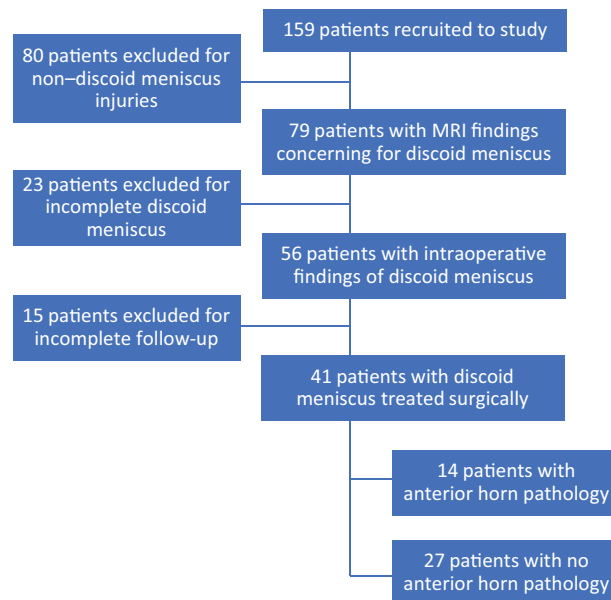 159 patients recruited to study
80 patients excluded for
non–discoid meniscus
injuries
79 patients with MRI findings
concerning for discoid meniscus
23 patients excluded for
incomplete discoid
meniscus
56 patients with intraoperative
findings of discoid meniscus
15 patients excluded for
incomplete follow-up
41 patients with discoid
meniscus treated surgically
14 patients with
anterior horn pathology
27 patients with no
anterior horn pathology